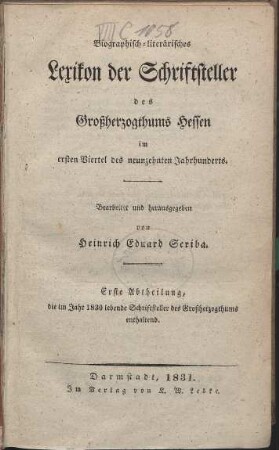 VIII C 1058
Biographisch-literärisches
Lexikon der Schriftsteller
des
Großherzogthums Hessen
im
ersten Viertel des neunzehnten Jahrhunderts.
Bearbeitet und herausgegeben
von
Heinrich Eduard Scriba.
Erste Abtheilung,
die im Jahr 1830 lebende Schriftsteller des Großherzogthums
enthaltend.
Darmstadt, 1831.
Im Verlag von K. W. Leske.